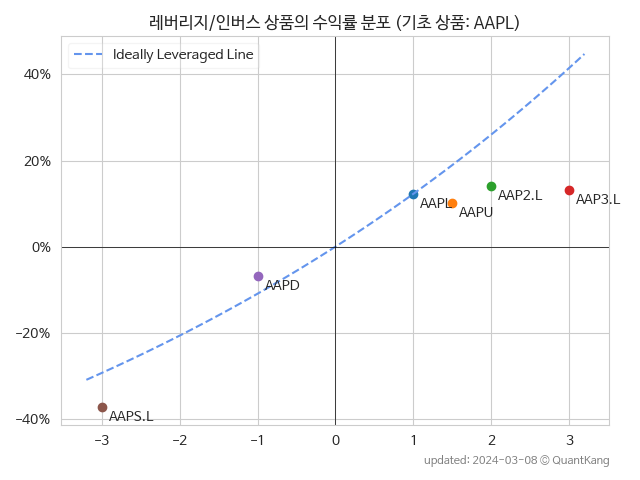 레버리지/인버스 상품의 수익률 분포 (기초 상품: AAPL)
Ideally Leveraged Line
40%
20%
0%
−20%
−40%
AAPL
AAPU
AAP2.L
AAP3.L
AAPD
AAPS.L
−3 −2 −1 0 1 2 3
updated: 2024-03-08 © QuantKang